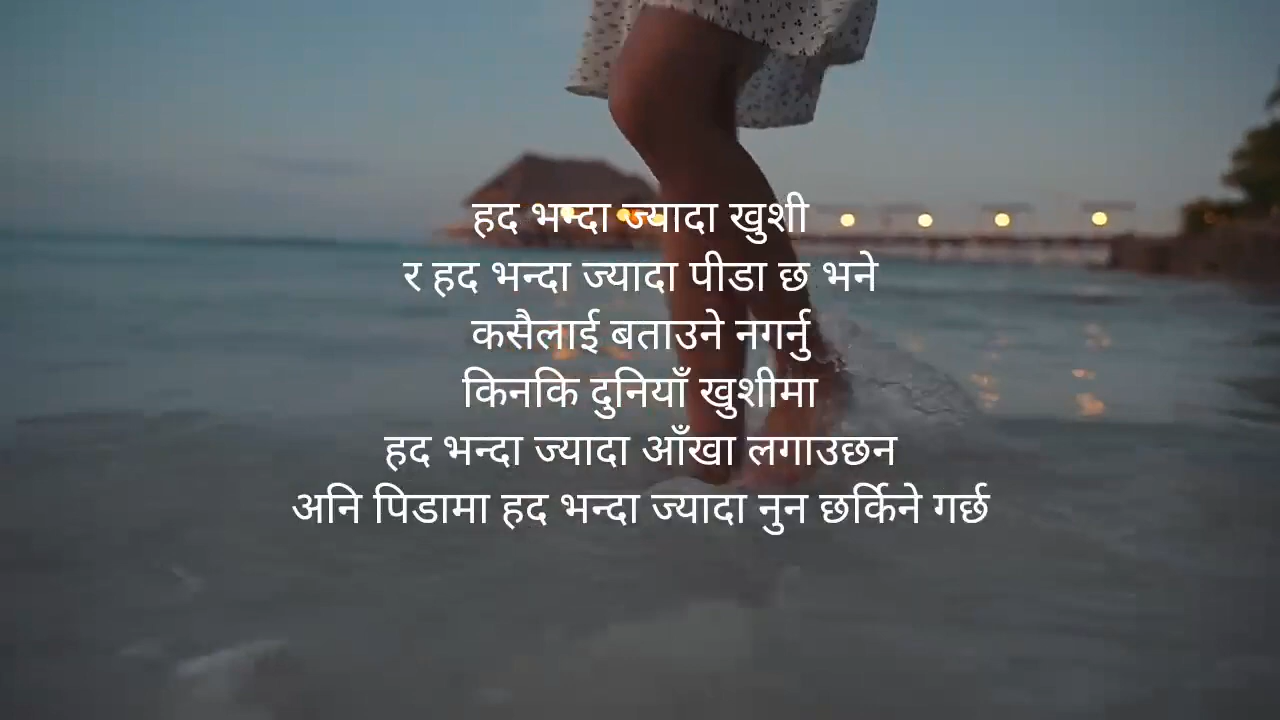 हद भन्दा ज्यादा खुशी
र हद भन्दा ज्यादा पीडा छ भने
कसैलाई बताउने नगर्नु
किनकि दुनियाँ खुशीमा
हद भन्दा ज्यादा आँखा लगाउछन
अनि पिडामा हद भन्दा ज्यादा नुन छर्किने गर्छ